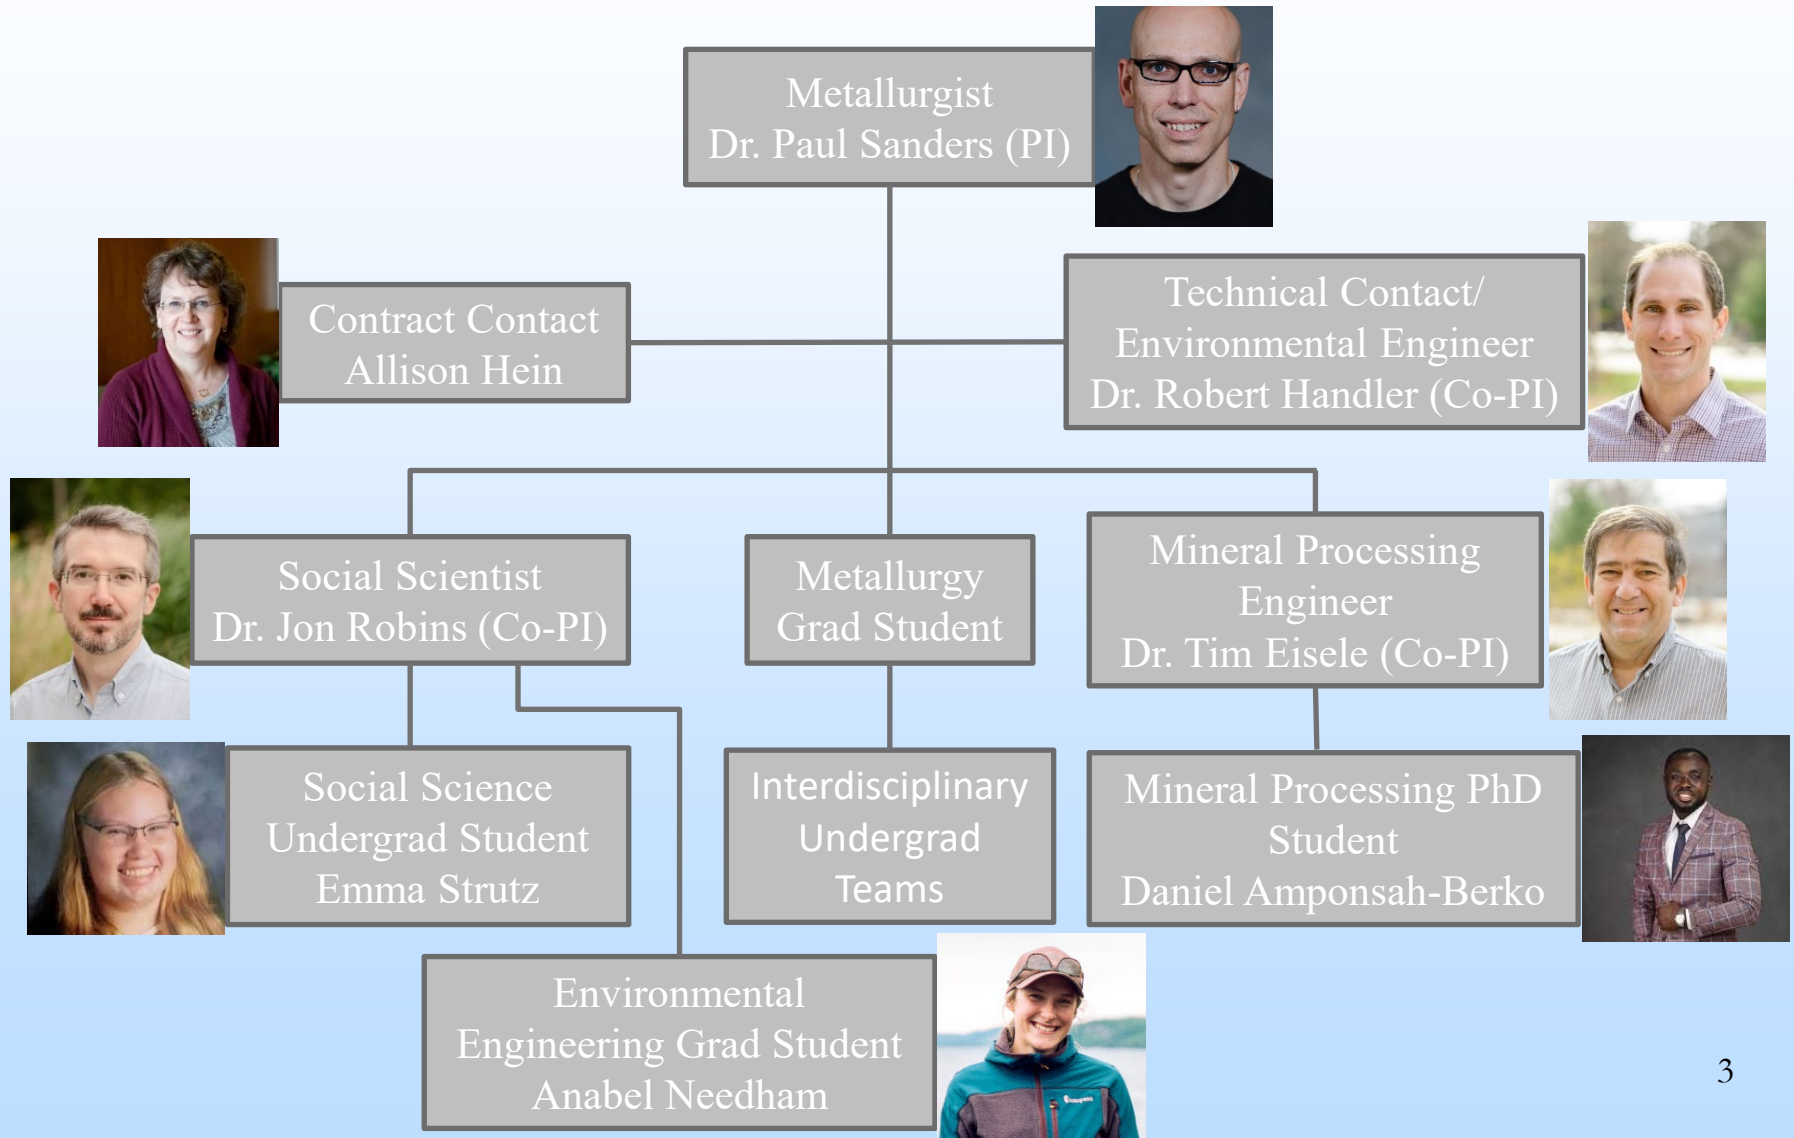 Metallurgist
Dr. Paul Sanders (PI)
Contract Contact
Allison Hein
Technical Contact/
Environmental Engineer
Dr. Robert Handler (Co-PI)
Social Scientist
Dr. Jon Robins (Co-PI)
Metallurgy
Grad Student
Mineral Processing
Engineer
Dr. Tim Eisele (Co-PI)
Social Science
Undergrad Student
Emma Strutz
Interdisciplinary
Undergrad
Teams
Mineral Processing PhD
Student
Daniel Amponsah-Berko
Environmental
Engineering Grad Student
Anabel Needham
3